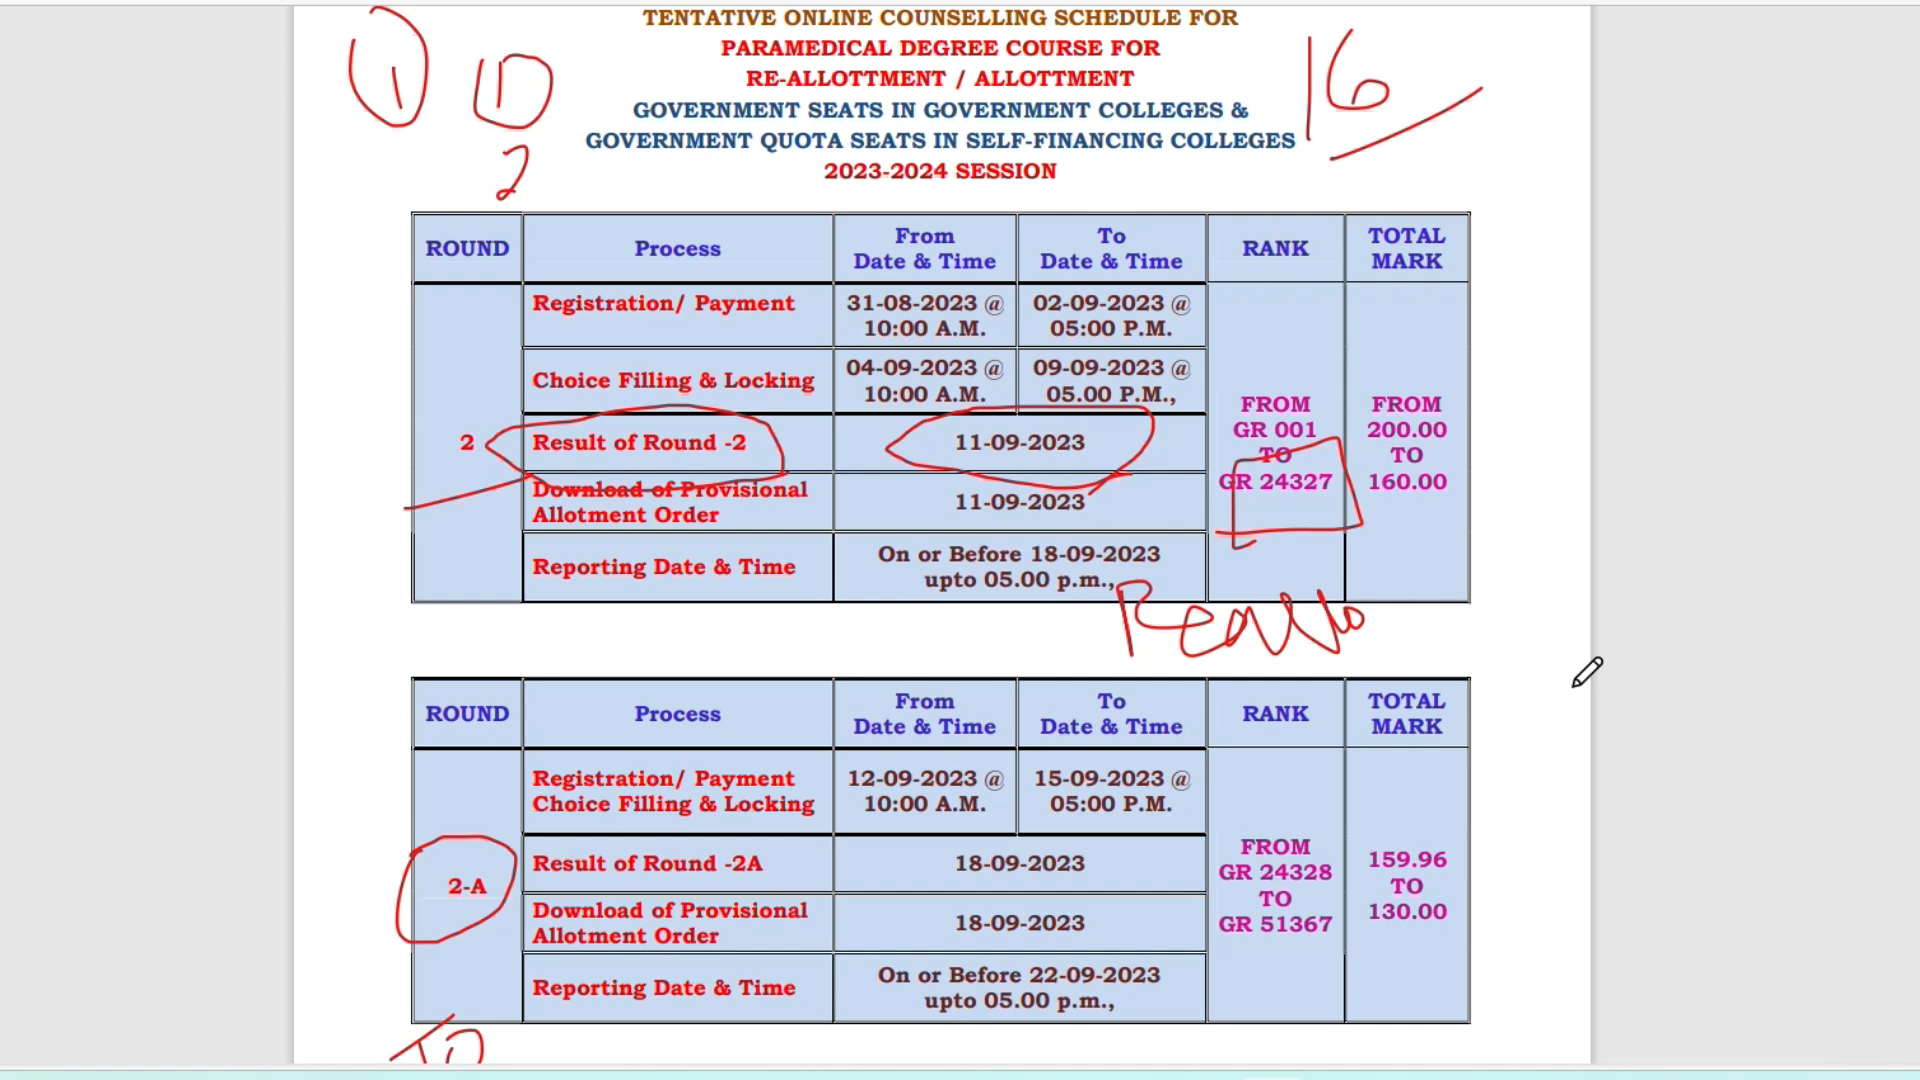 TENTATIVE ONLINE COUNSELLING SCHEDULE FOR
PARAMEDICAL DEGREE COURSE FOR
RE-ALLOTTMENT / ALLOTTMENT
GOVERNMENT SEATS IN GOVERNMENT COLLEGES &
GOVERNMENT QUOTA SEATS IN SELF-FINANCING COLLEGES
2023-2024 SESSION
1
1
2
16
ROUND Process From Date & Time To Date & Time RANK TOTAL MARK
2
Registration/ Payment 31-08-2023 @ 10:00 A.M. 02-09-2023 @ 05:00 P.M.
Choice Filling & Locking 04-09-2023 @ 10:00 A.M. 09-09-2023 @ 05.00 P.M.,
Result of Round -2 11-09-2023
Download of Provisional Allotment Order 11-09-2023
Reporting Date & Time On or Before 18-09-2023 upto 05.00 p.m.,
FROM GR 001 TO GR 24327
FROM 200.00 TO 160.00
ROUND Process From Date & Time To Date & Time RANK TOTAL MARK
2-A
Registration/ Payment Choice Filling & Locking 12-09-2023 @ 10:00 A.M. 15-09-2023 @ 05:00 P.M.
Result of Round -2A 18-09-2023
Download of Provisional Allotment Order 18-09-2023
Reporting Date & Time On or Before 22-09-2023 upto 05.00 p.m.,
FROM GR 24328 TO GR 51367
159.96 TO 130.00